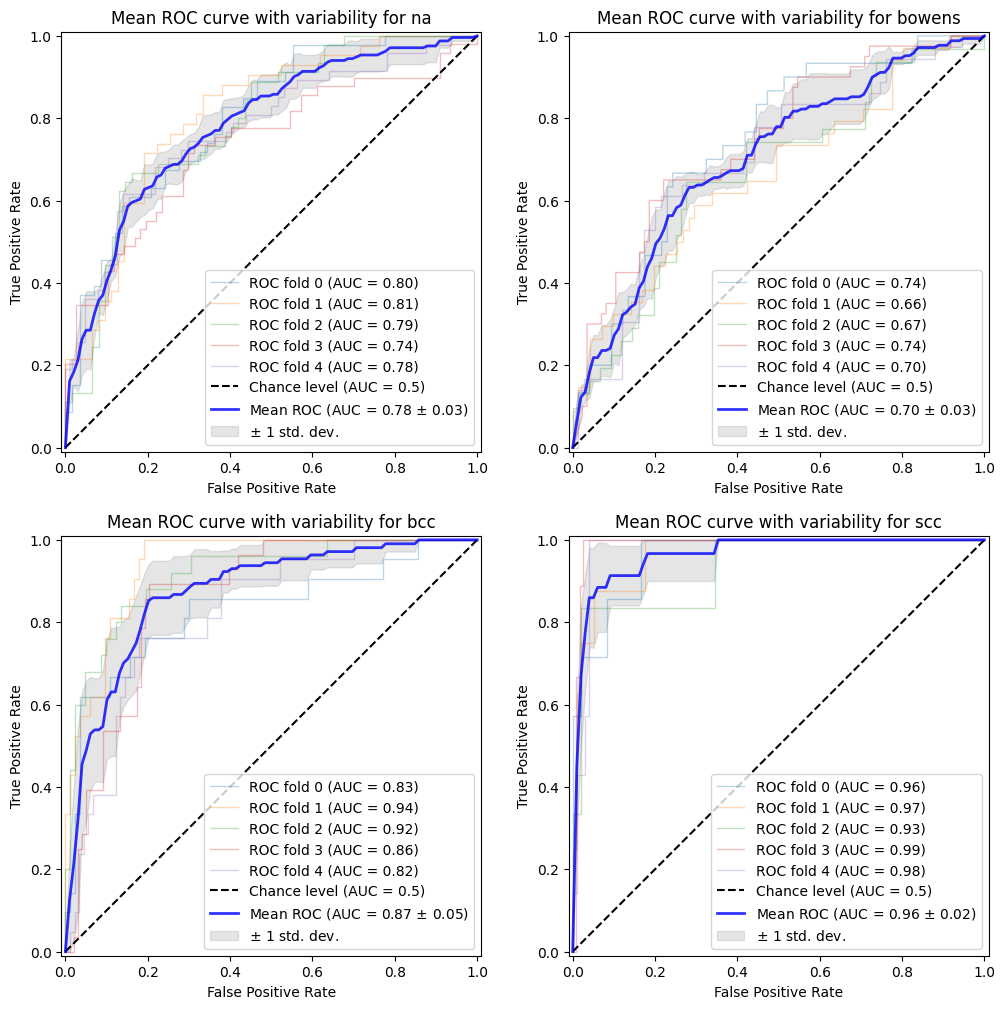 Mean ROC curve with variability for na
1.0
0.8
0.6
0.4
0.2
0.0
True Positive Rate
ROC fold 0 (AUC = 0.80)
ROC fold 1 (AUC = 0.81)
ROC fold 2 (AUC = 0.79)
ROC fold 3 (AUC = 0.74)
ROC fold 4 (AUC = 0.78)
Chance level (AUC = 0.5)
Mean ROC (AUC = 0.78 ± 0.03)
± 1 std. dev.
0.0 0.2 0.4 0.6 0.8 1.0
False Positive Rate
Mean ROC curve with variability for bowens
1.0
0.8
0.6
0.4
0.2
0.0
True Positive Rate
ROC fold 0 (AUC = 0.74)
ROC fold 1 (AUC = 0.66)
ROC fold 2 (AUC = 0.67)
ROC fold 3 (AUC = 0.74)
ROC fold 4 (AUC = 0.70)
Chance level (AUC = 0.5)
Mean ROC (AUC = 0.70 ± 0.03)
± 1 std. dev.
0.0 0.2 0.4 0.6 0.8 1.0
False Positive Rate
Mean ROC curve with variability for bcc
1.0
0.8
0.6
0.4
0.2
0.0
True Positive Rate
ROC fold 0 (AUC = 0.83)
ROC fold 1 (AUC = 0.94)
ROC fold 2 (AUC = 0.92)
ROC fold 3 (AUC = 0.86)
ROC fold 4 (AUC = 0.82)
Chance level (AUC = 0.5)
Mean ROC (AUC = 0.87 ± 0.05)
± 1 std. dev.
0.0 0.2 0.4 0.6 0.8 1.0
False Positive Rate
Mean ROC curve with variability for scc
1.0
0.8
0.6
0.4
0.2
0.0
True Positive Rate
ROC fold 0 (AUC = 0.96)
ROC fold 1 (AUC = 0.97)
ROC fold 2 (AUC = 0.93)
ROC fold 3 (AUC = 0.99)
ROC fold 4 (AUC = 0.98)
Chance level (AUC = 0.5)
Mean ROC (AUC = 0.96 ± 0.02)
± 1 std. dev.
0.0 0.2 0.4 0.6 0.8 1.0
False Positive Rate